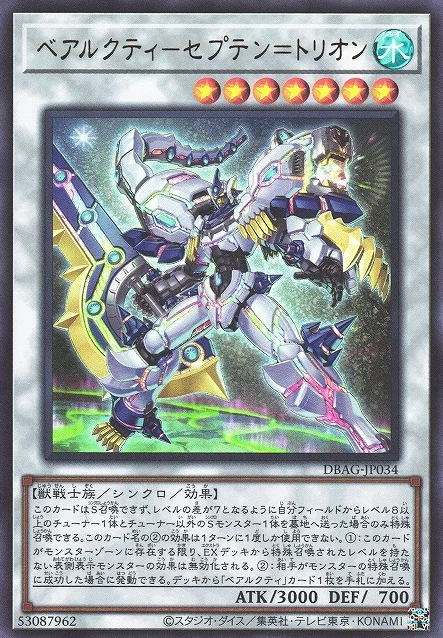 ベアルクティーセプテン=トリオン
水
DBAG-JP034
【獣戦士族/シンクロ/効果】
このカードはS召喚できず、レベルの差が7となるように自分フィールドからレベル8以
上のチューナー1体とチューナー以外のSモンスター1体を墓地へ送った場合のみ特殊
召喚できる。このカード名の②の効果は1ターンに1度しか使用できない。①:このカー
ドがモンスターゾーンに存在する限り、EXデッキから特殊召喚されたレベルを持た
ない表側表示モンスターの効果は無効化される。②:相手がモンスターの特殊召喚
に成功した場合に発動できる。デッキから「ベアルクティ」カード1枚を手札に加える。
ATK/3000 DEF/ 700
53087962 ©スタジオ・ダイス/集英社・テレビ東京・KONAMI